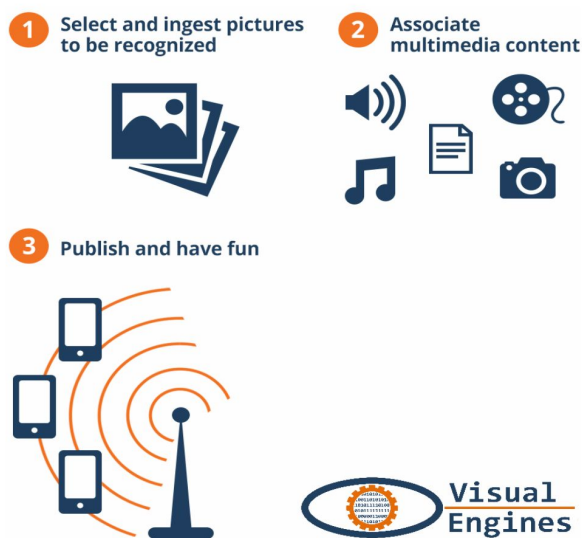 1
Select and ingest pictures
to be recognized
2
Associate
multimedia content
3
Publish and have fun
Visual
Engines